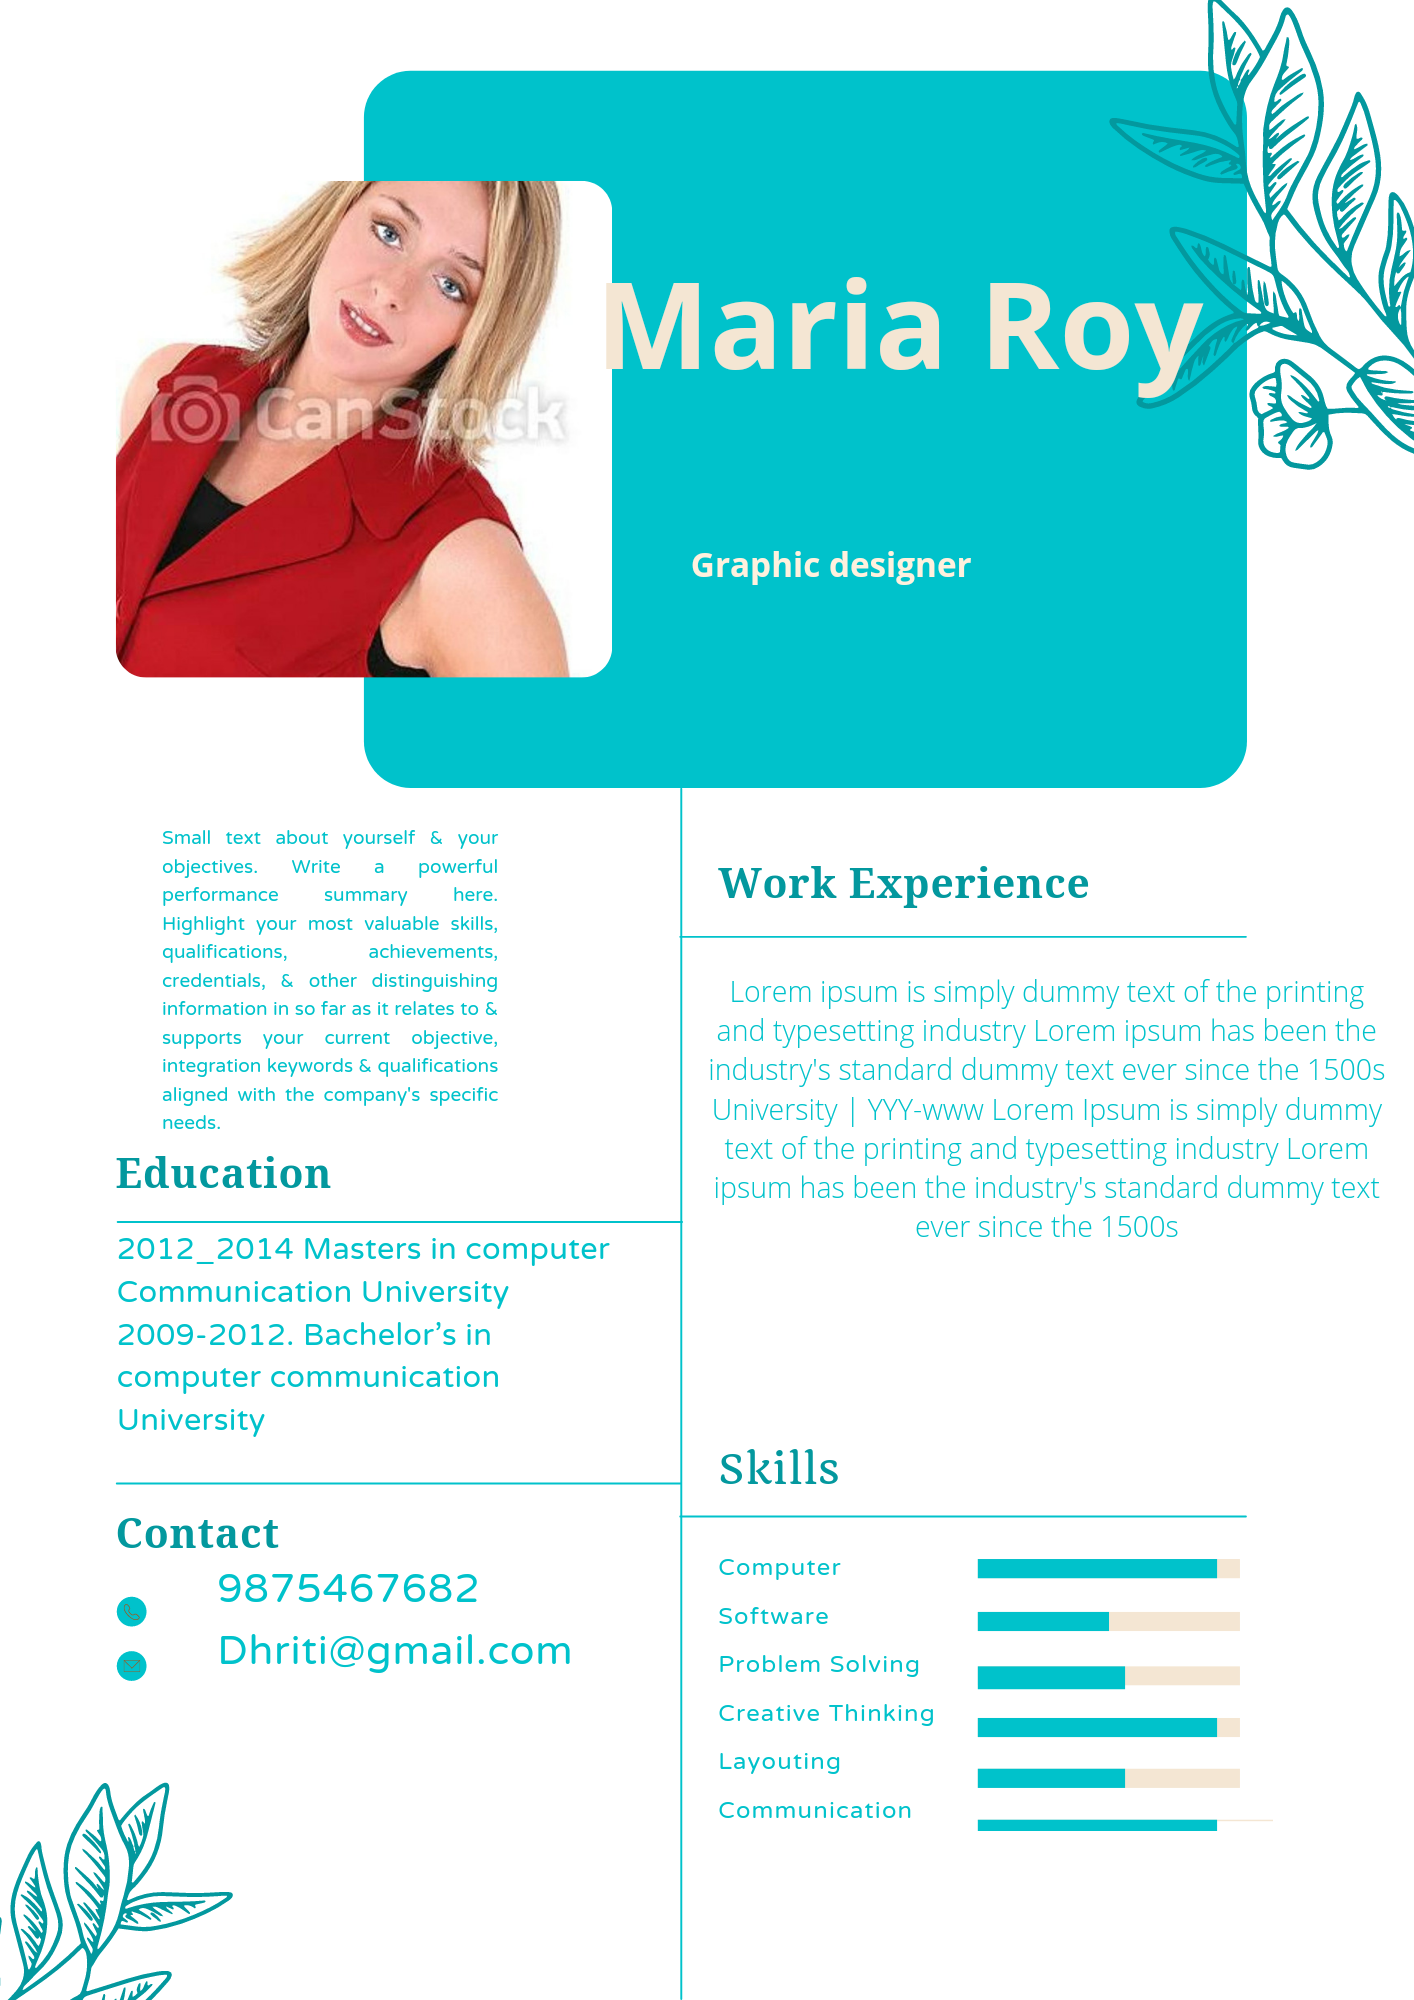 Maria Roy
CanStock
Graphic designer
Small text about yourself & your
objectives. Write a powerful
performance summary here.
Highlight your most valuable skills,
qualifications, achievements,
credentials, & other distinguishing
information in so far as it relates to &
supports your current objective,
integration keywords & qualifications
aligned with the company's specific
needs.
Education
2012_2014 Masters in computer
Communication University
2009-2012. Bachelor’s in
computer communication
University
Contact
9875467682
Dhriti@gmail.com
Work Experience
Lorem ipsum is simply dummy text of the printing
and typesetting industry Lorem ipsum has been the
industry's standard dummy text ever since the 1500s
University | YYY-www Lorem Ipsum is simply dummy
text of the printing and typesetting industry Lorem
ipsum has been the industry's standard dummy text
ever since the 1500s
Skills
Computer
Software
Problem Solving
Creative Thinking
Layouting
Communication